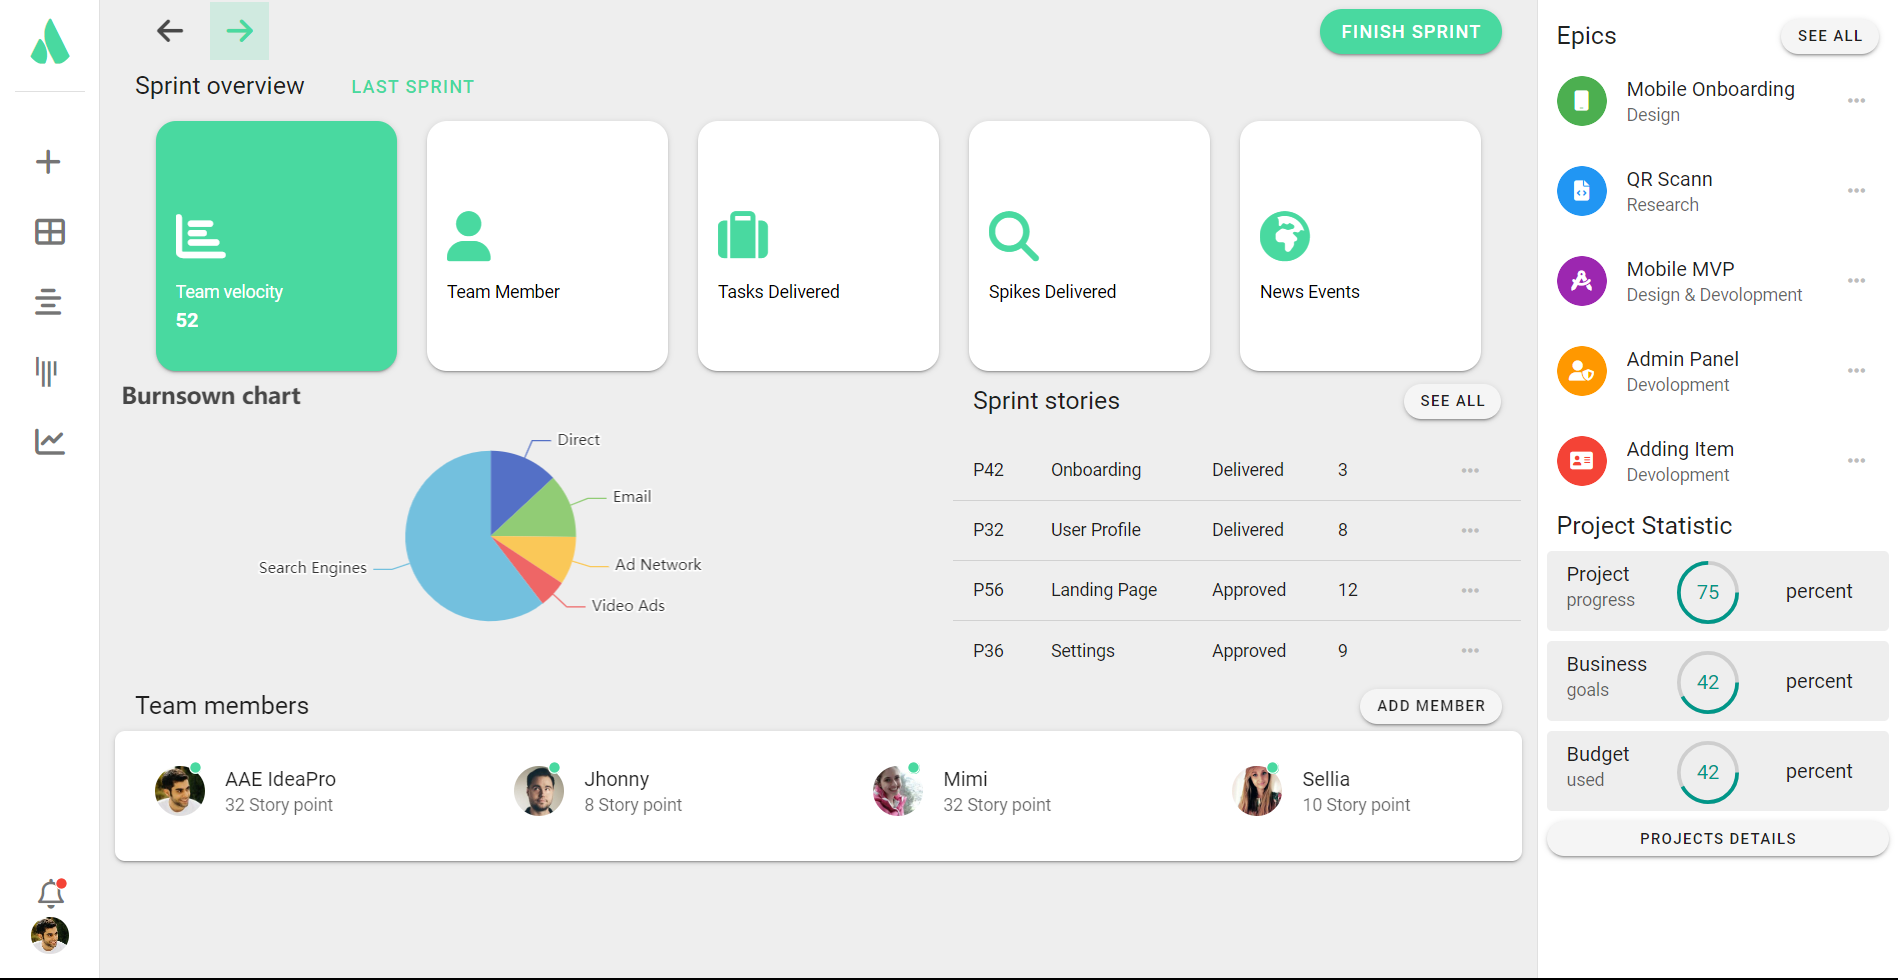 FINISH SPRINT
Sprint overview
LAST SPRINT
Team velocity
52
Team Member
Tasks Delivered
Spikes Delivered
News Events
Burnsown chart
Direct
Email
Ad Network
Video Ads
Search Engines
Sprint stories
SEE ALL
P42 Onboarding Delivered 3
P32 User Profile Delivered 8
P56 Landing Page Approved 12
P36 Settings Approved 9
Team members
ADD MEMBER
AAE IdeaPro
32 Story point
Jhonny
8 Story point
Mimi
32 Story point
Sellia
10 Story point
Epics
SEE ALL
Mobile Onboarding
Design
QR Scann
Research
Mobile MVP
Design & Devolopment
Admin Panel
Devolopment
Adding Item
Devolopment
Project Statistic
Project
progress
75
percent
Business
goals
42
percent
Budget
used
42
percent
PROJECTS DETAILS